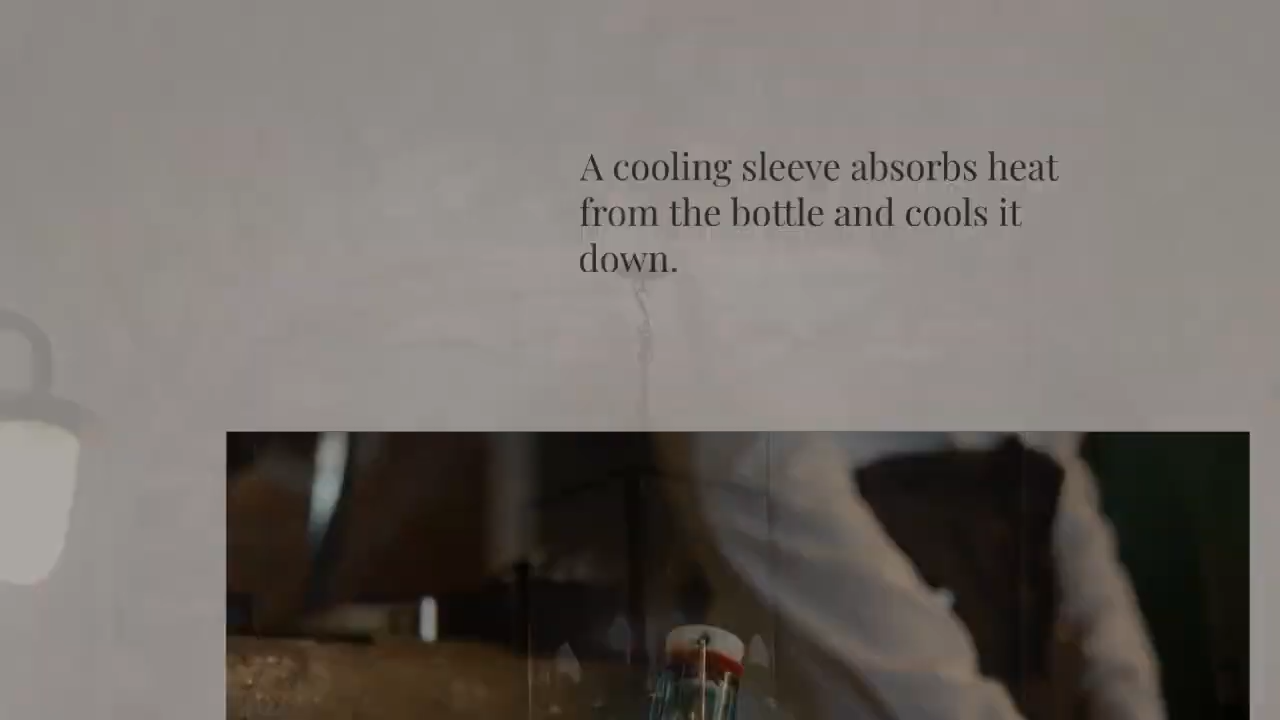 A cooling sleeve absorbs heat
from the bottle and cools it
down.